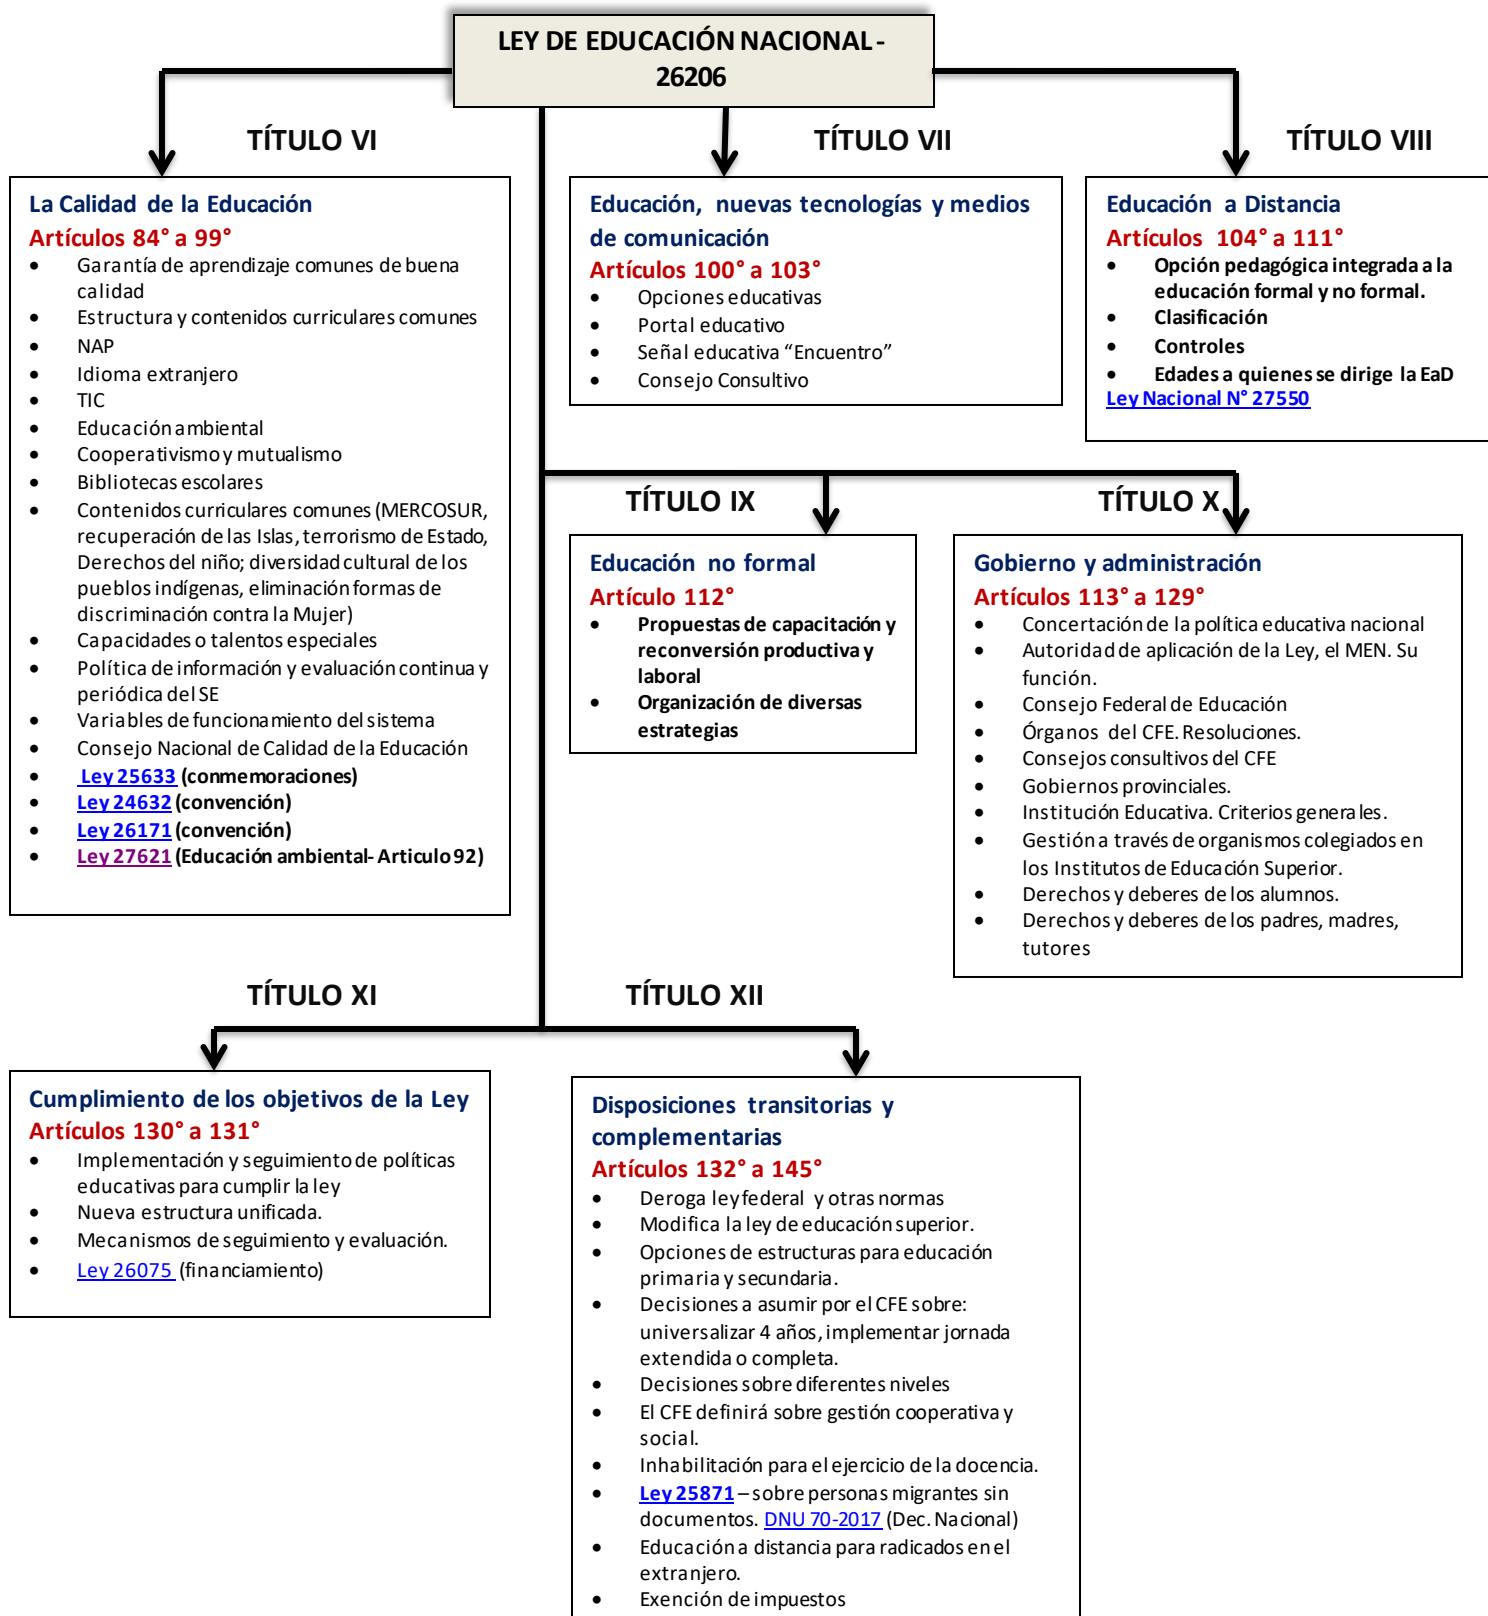 LEY DE EDUCACIÓN NACIONAL -
26206
TÍTULO VI
La Calidad de la Educación
Artículos 84° a 99°
• Garantía de aprendizaje comunes de buena
calidad
• Estructura y contenidos curriculares comunes
• NAP
• Idioma extranjero
• TIC
• Educación ambiental
• Cooperativismo y mutualismo
• Bibliotecas escolares
• Contenidos curriculares comunes (MERCOSUR,
recuperación de las Islas, terrorismo de Estado,
Derechos del niño; diversidad cultural de los
pueblos indígenas, eliminación formas de
discriminación contra la Mujer)
• Capacidades o talentos especiales
• Política de información y evaluación continua y
periódica del SE
• Variables de funcionamiento del sistema
• Consejo Nacional de Calidad de la Educación
• Ley 25633 (conmemoraciones)
• Ley 24632 (convención)
• Ley 26171 (convención)
• Ley 27621 (Educación ambiental- Articulo 92)
TÍTULO VII
Educación, nuevas tecnologías y medios
de comunicación
Artículos 100° a 103°
• Opciones educativas
• Portal educativo
• Señal educativa “Encuentro”
• Consejo Consultivo
TÍTULO VIII
Educación a Distancia
Artículos 104° a 111°
• Opción pedagógica integrada a la
educación formal y no formal.
• Clasificación
• Controles
• Edades a quienes se dirige la EaD
Ley Nacional N° 27550
TÍTULO IX
Educación no formal
Artículo 112°
• Propuestas de capacitación y
reconversión productiva y
laboral
• Organización de diversas
estrategias
TÍTULO X
Gobierno y administración
Artículos 113° a 129°
• Concertación de la política educativa nacional
• Autoridad de aplicación de la Ley, el MEN. Su
función.
• Consejo Federal de Educación
• Órganos del CFE. Resoluciones.
• Consejos consultivos del CFE
• Gobiernos provinciales.
• Institución Educativa. Criterios generales.
• Gestión a través de organismos colegiados en
los Institutos de Educación Superior.
• Derechos y deberes de los alumnos.
• Derechos y deberes de los padres, madres,
tutores
TÍTULO XI
Cumplimiento de los objetivos de la Ley
Artículos 130° a 131°
• Implementación y seguimiento de políticas
educativas para cumplir la ley
• Nueva estructura unificada.
• Mecanismos de seguimiento y evaluación.
• Ley 26075 (financiamiento)
TÍTULO XII
Disposiciones transitorias y
complementarias
Artículos 132° a 145°
• Deroga ley federal y otras normas
• Modifica la ley de educación superior.
• Opciones de estructuras para educación
primaria y secundaria.
• Decisiones a asumir por el CFE sobre:
universalizar 4 años, implementar jornada
extendida o completa.
• Decisiones sobre diferentes niveles
• El CFE definirá sobre gestión cooperativa y
social.
• Inhabilitación para el ejercicio de la docencia.
• Ley 25871 – sobre personas migrantes sin
documentos. DNU 70-2017 (Dec. Nacional)
• Educación a distancia para radicados en el
extranjero.
• Exención de impuestos